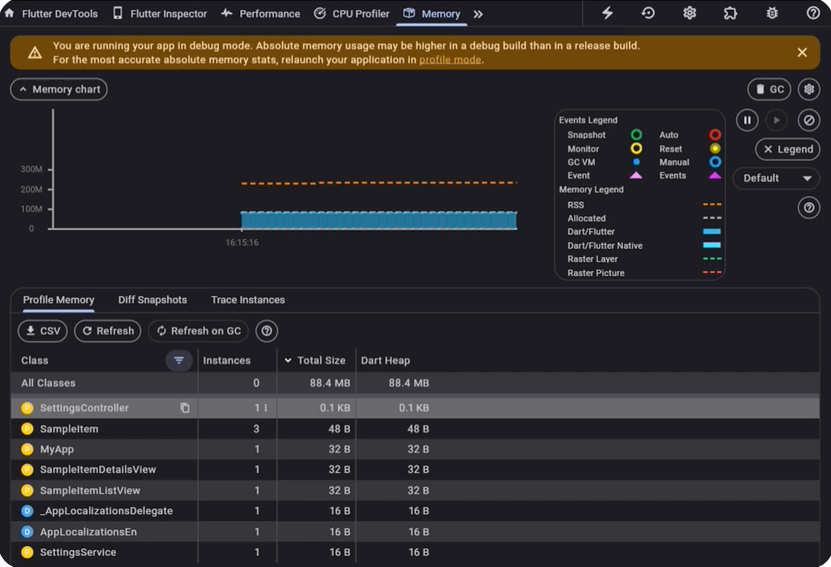 Flutter DevTools Flutter Inspector Performance CPU Profiler Memory
You are running your app in debug mode. Absolute memory usage may be higher in a debug build than in a release build.
For the most accurate absolute memory stats, relaunch your application in profile mode.
Memory chart GC
Events Legend
Snapshot Auto
Monitor Reset
GC VM Manual
Event Events
Memory Legend
RSS
Allocated
Dart/Flutter
Dart/Flutter Native
Raster Layer
Raster Picture
Legend
Default
300M
200M
100M
0
16:15:16
Profile Memory Diff Snapshots Trace Instances
CSV Refresh Refresh on GC
Class Instances Total Size Dart Heap
All Classes 0 88.4 MB 88.4 MB
P SettingsController 1 0.1 KB 0.1 KB
P SampleItem 3 48 B 48 B
P MyApp 1 32 B 32 B
P SampleItemDetailsView 1 32 B 32 B
P SampleItemListView 1 32 B 32 B
D _AppLocalizationsDelegate 1 16 B 16 B
D AppLocalizationsEn 1 16 B 16 B
P SettingsService 1 16 B 16 B